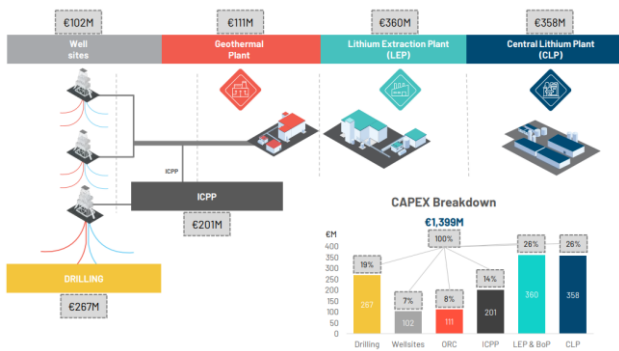 €102M
€111M
€360M
€358M
Well
sites
Geothermal
Plant
Lithium Extraction Plant
(LEP)
Central Lithium Plant
(CLP)
ICPP
ICPP
€201M
DRILLING
€267M
CAPEX Breakdown
€1,399M
€M
400
350
300
250
200
150
100
50
0
100%
19%
7%
8%
14%
26%
26%
267
102
111
201
360
358
Drilling
Wellsites
ORC
ICPP
LEP & BoP
CLP